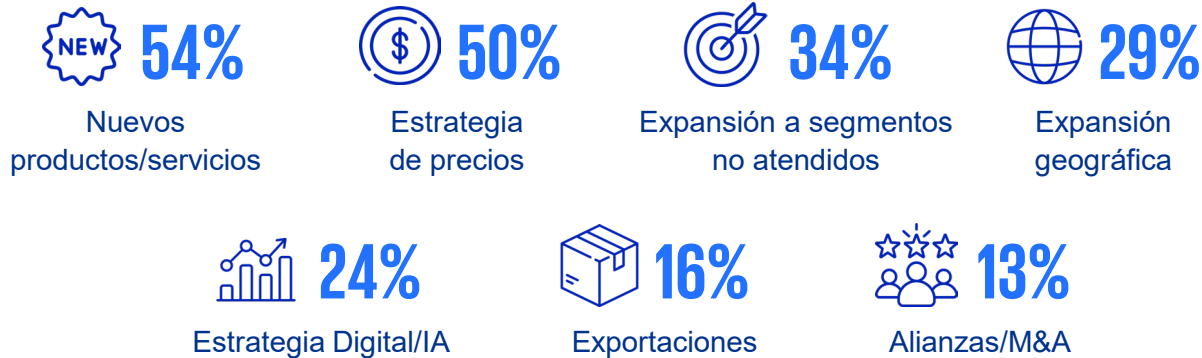 NEW 54%
Nuevos
productos/servicios
$ 50%
Estrategia
de precios
34%
Expansión a segmentos
no atendidos
29%
Expansión
geográfica
24%
Estrategia Digital/IA
16%
Exportaciones
13%
Alianzas/M&A